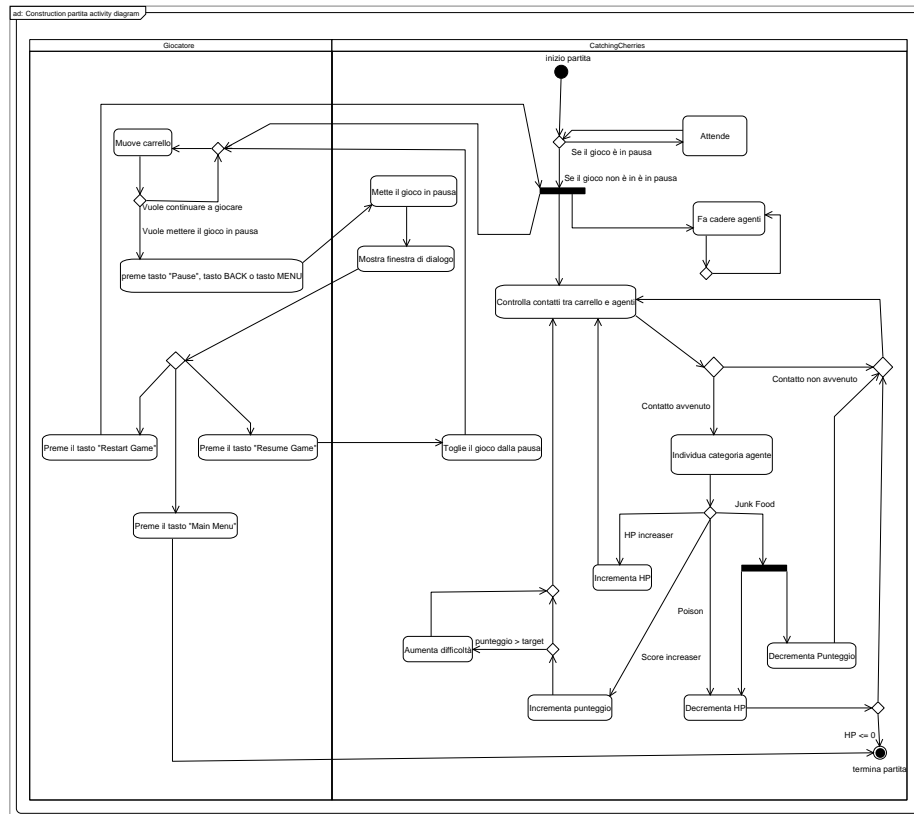 ad: Construction partita activity diagram
Giocatore
CatchingCherries
inizio partita
Muove carrello
Attende
Se il gioco è in pausa
Se il gioco non è in è in pausa
Mette il gioco in pausa
Vuole continuare a giocare
Fa cadere agenti
Vuole mettere il gioco in pausa
Mostra finestra di dialogo
preme tasto "Pause", tasto BACK o tasto MENU
Controlla contatti tra carrello e agenti
Contatto non avvenuto
Contatto avvenuto
Preme il tasto "Restart Game"
Preme il tasto "Resume Game"
Toglie il gioco dalla pausa
Individua categoria agente
Junk Food
Preme il tasto "Main Menu"
HP increaser
Incrementa HP
Poison
punteggio > target
Aumenta difficoltà
Score increaser
Decrementa Punteggio
Incrementa punteggio
Decrementa HP
HP <= 0
termina partita